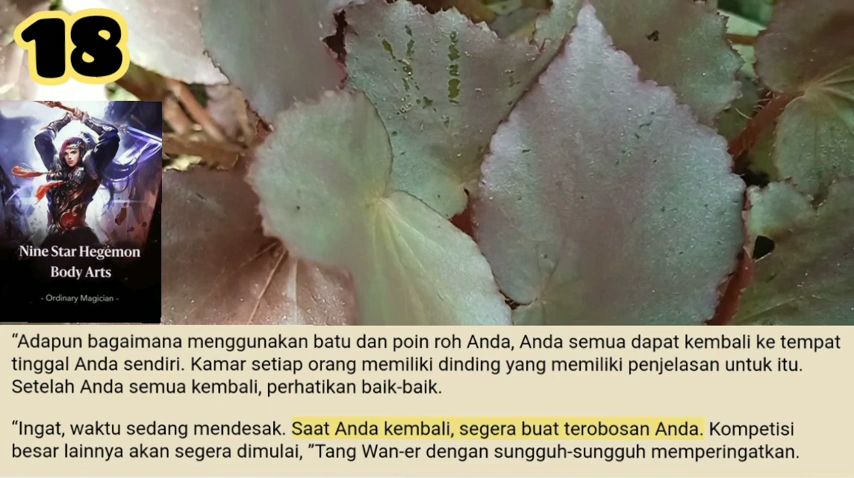 18
Nine Star Hegemon
Body Arts
- Ordinary Magician -
“Adapun bagaimana menggunakan batu dan poin roh Anda, Anda semua dapat kembali ke tempat
tinggal Anda sendiri. Kamar setiap orang memiliki dinding yang memiliki penjelasan untuk itu.
Setelah Anda semua kembali, perhatikan baik-baik.
“Ingat, waktu sedang mendesak. Saat Anda kembali, segera buat terobosan Anda. Kompetisi
besar lainnya akan segera dimulai, ”Tang Wan-er dengan sungguh-sungguh memperingatkan.